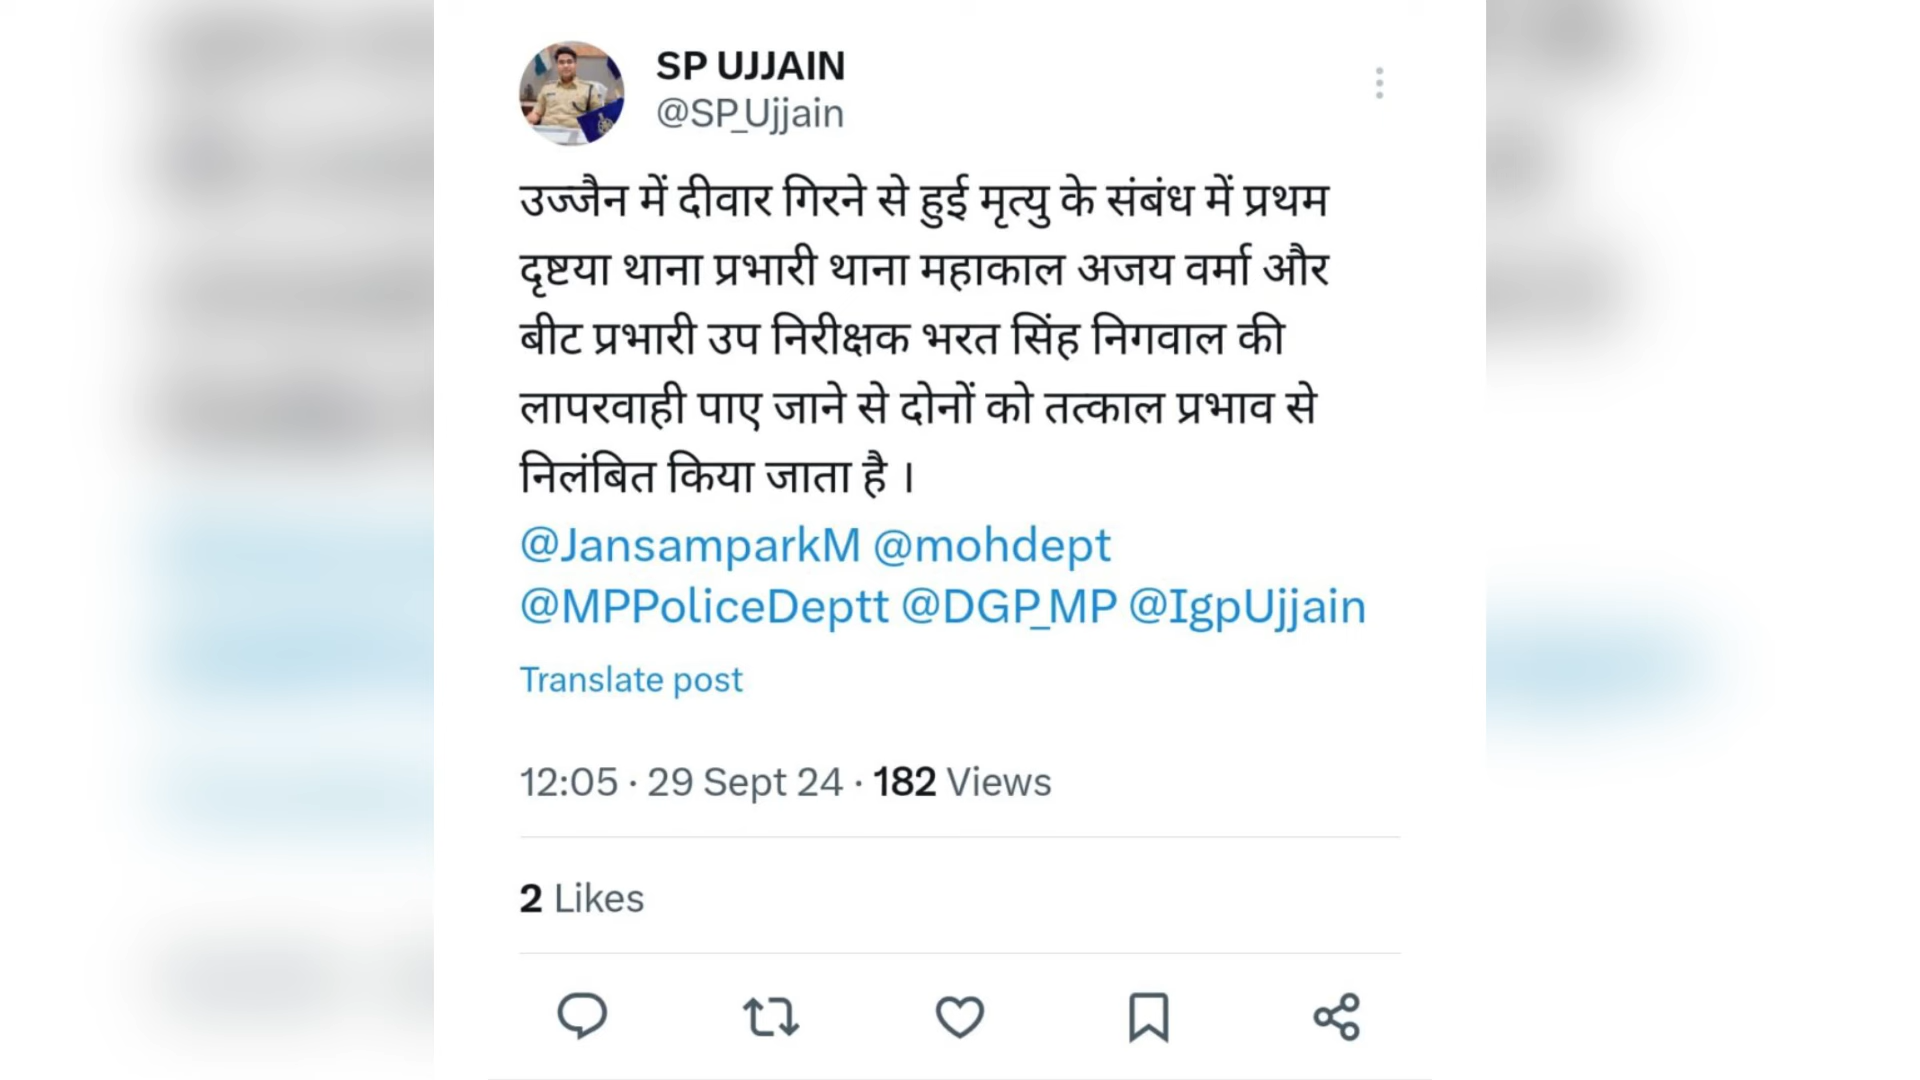 SP UJJAIN
@SP_Ujjain
उज्जैन में दीवार गिरने से हुई मृत्यु के संबंध में प्रथम
दृष्टया थाना प्रभारी थाना महाकाल अजय वर्मा और
बीट प्रभारी उप निरीक्षक भरत सिंह निगवाल की
लापरवाही पाए जाने से दोनों को तत्काल प्रभाव से
निलंबित किया जाता है ।
@JansamparkM @mohdept
@MPPoliceDeptt @DGP_MP @IgpUjjain
Translate post
12:05 · 29 Sept 24 · 182 Views
2 Likes